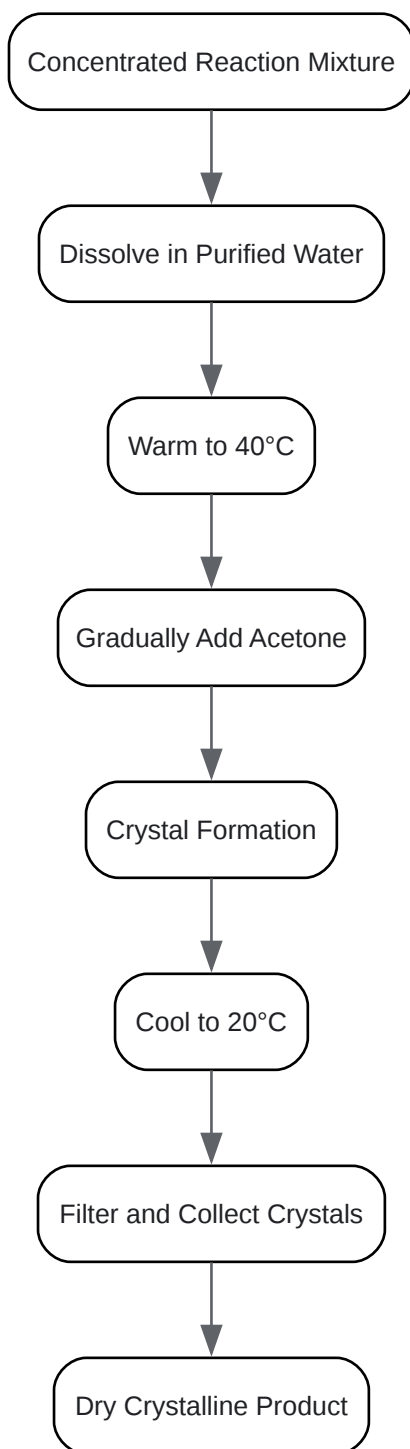 Concentrated Reaction Mixture
Dissolve in Purified Water
Warm to 40°C
Gradually Add Acetone
Crystal Formation
Cool to 20°C
Filter and Collect Crystals
Dry Crystalline Product